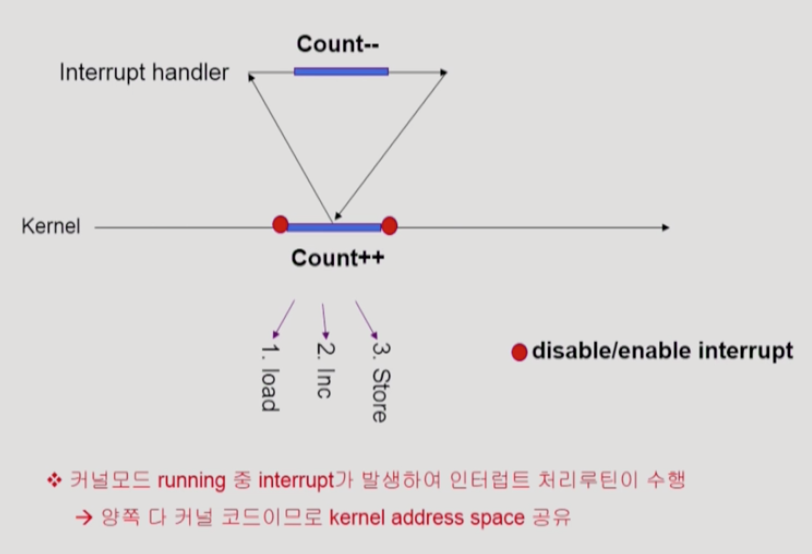 Count--
Interrupt handler
Kernel
Count++
1. load
2. Inc
3. Store
disable/enable interrupt
❖ 커널모드 running 중 interrupt가 발생하여 인터럽트 처리루틴이 수행
→ 양쪽 다 커널 코드이므로 kernel address space 공유